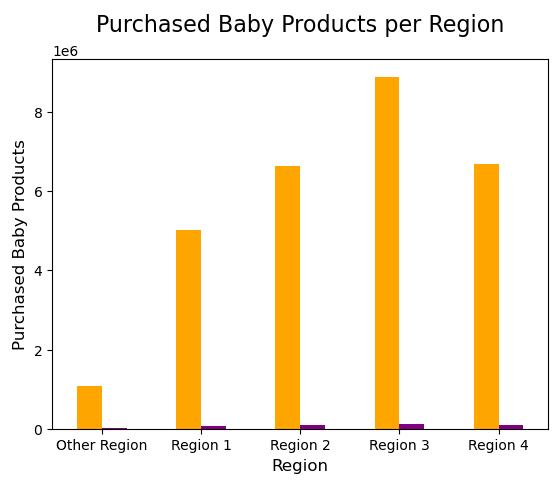 Purchased Baby Products per Region
1e6
8
6
4
2
0
Purchased Baby Products
Other Region Region 1 Region 2 Region 3 Region 4
Region